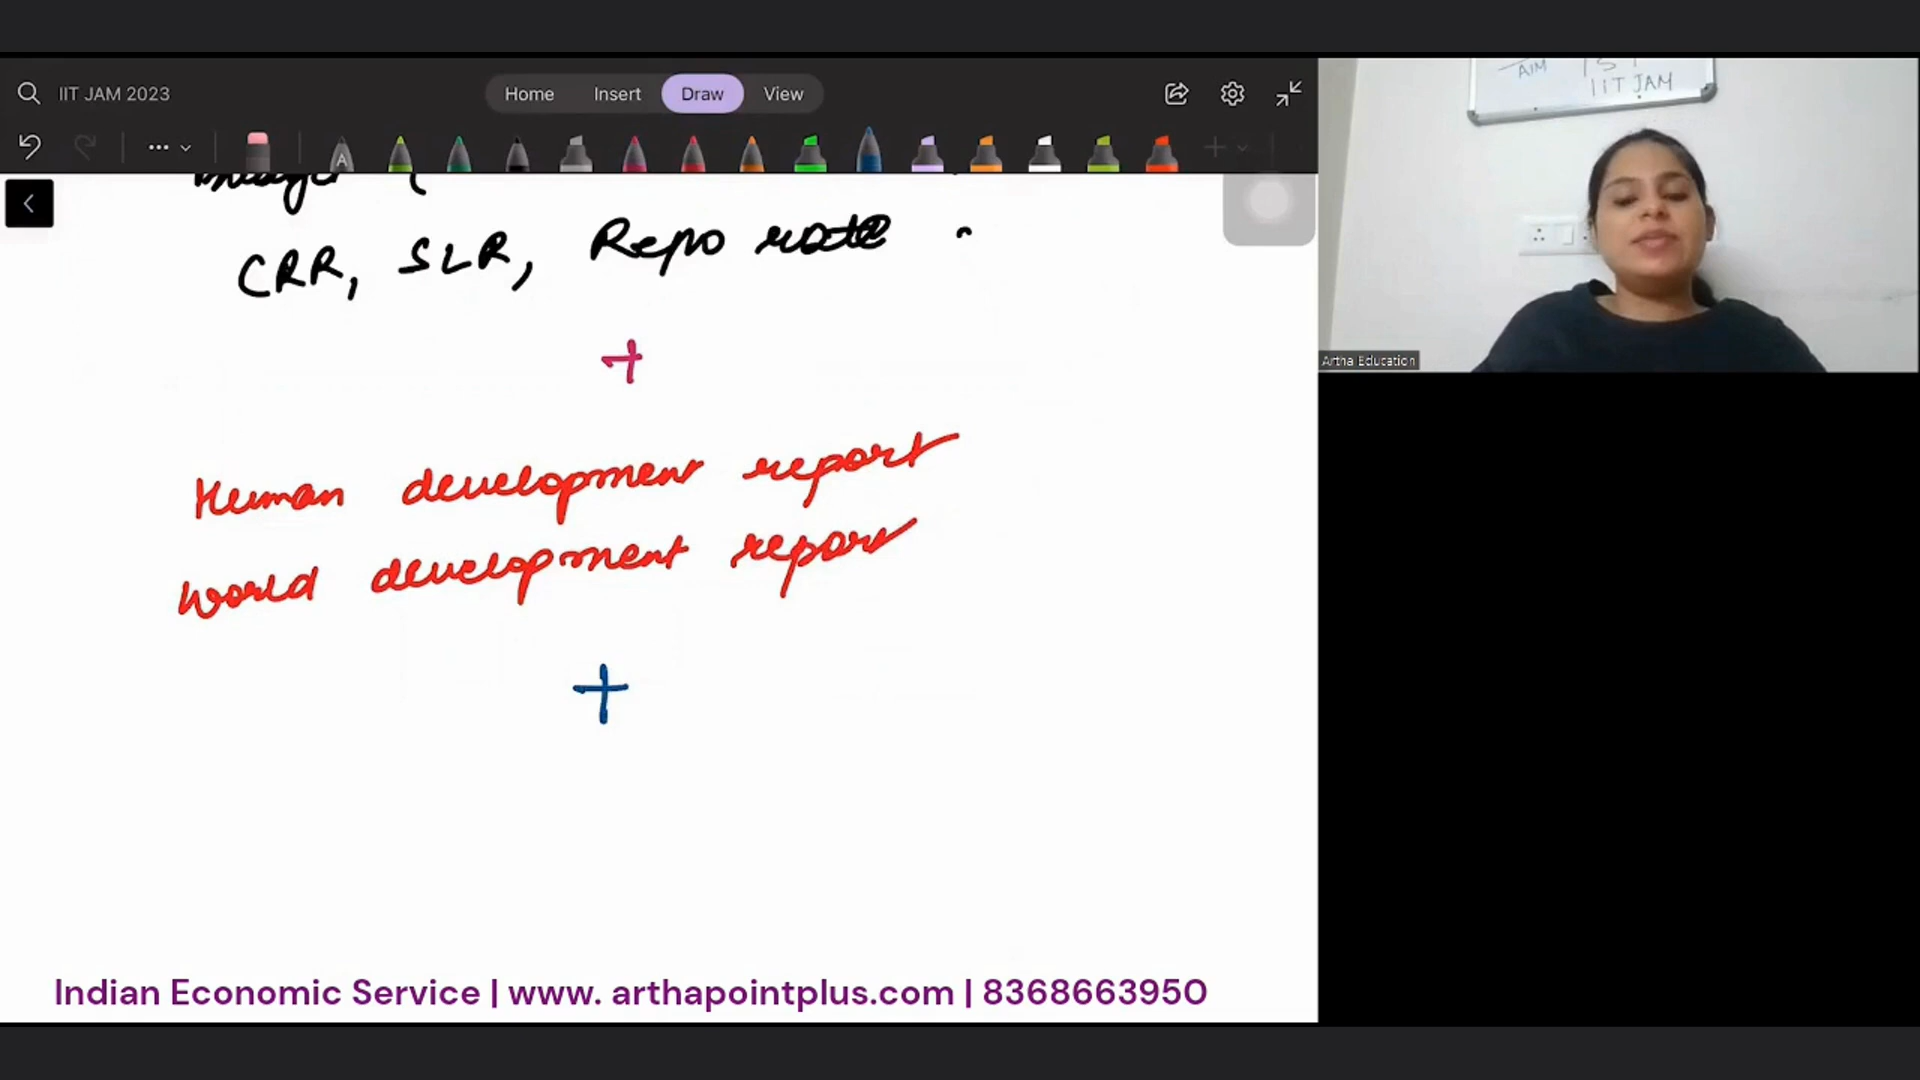 AIM IIT JAM
IIT JAM 2023
Home Insert Draw View
A
CRR, SLR, Repo rate
+
Artha Education
Human development report
World development report
+
Indian Economic Service | www. arthapointplus.com | 8368663950